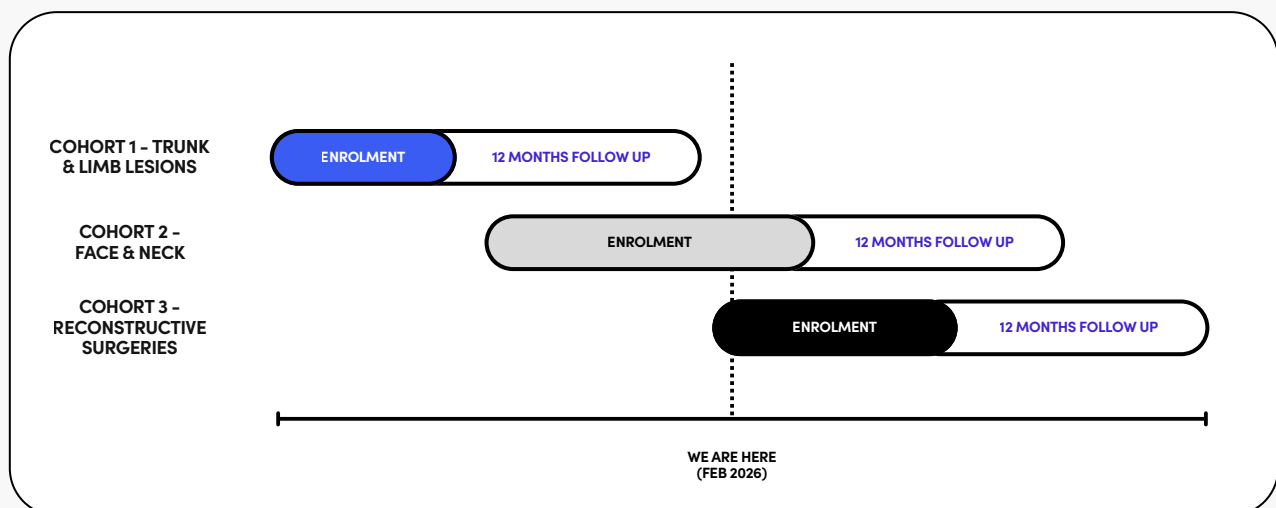 COHORT 1 - TRUNK
& LIMB LESIONS
ENROLMENT
12 MONTHS FOLLOW UP
COHORT 2 -
FACE & NECK
ENROLMENT
12 MONTHS FOLLOW UP
COHORT 3 -
RECONSTRUCTIVE
SURGERIES
ENROLMENT
12 MONTHS FOLLOW UP
WE ARE HERE
(FEB 2026)